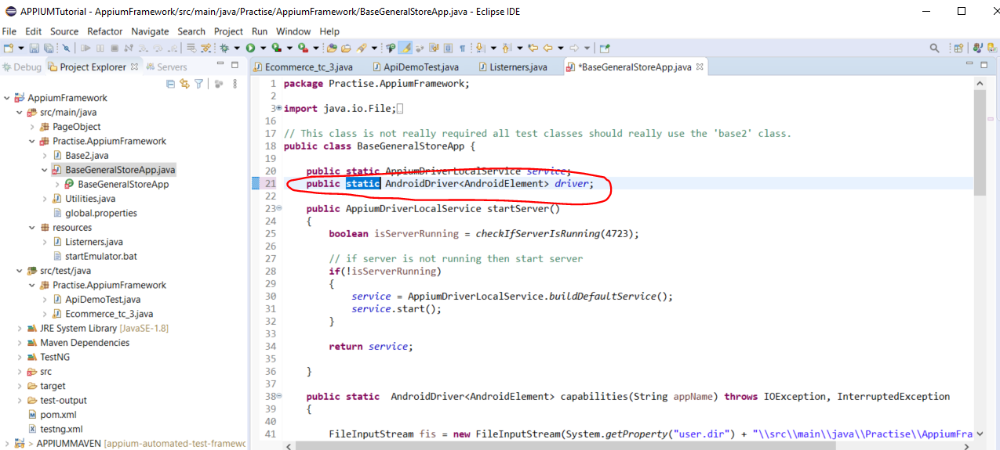 APPIUMTutorial - AppiumFramework/src/main/java/Practise/AppiumFramework/BaseGeneralStoreApp.java - Eclipse IDE
File Edit Source Refactor Navigate Search Project Run Window Help
Debug Project Explorer Servers
AppiumFramework
src/main/java
PageObject
Practise.AppiumFramework
Base2.java
BaseGeneralStoreApp.java
BaseGeneralStoreApp
Utilities.java
global.properties
resources
Listerners.java
startEmulator.bat
src/test/java
Practise.AppiumFramework
ApiDemoTest.java
Ecommerce_tc_3.java
JRE System Library [JavaSE-1.8]
Maven Dependencies
TestNG
src
target
test-output
pom.xml
testng.xml
> APPIUMMAVEN [appium-automated-test-framewo
Ecommerce_tc_3.java ApiDemoTest.java Listerners.java *BaseGeneralStoreApp.java
1 package Practise.AppiumFramework;
2
3 import java.io.File;
16
17 // This class is not really required all test classes should really use the 'base2' class.
18 public class BaseGeneralStoreApp {
19
20 public static AppiumDriverLocalService service;
21 public static AndroidDriver<AndroidElement> driver;
22
23 public AppiumDriverLocalService startServer()
24 {
25 boolean isServerRunning = checkIfServerIsRunning(4723);
26
27 // if server is not running then start server
28 if(!isServerRunning)
29 {
30 service = AppiumDriverLocalService.buildDefaultService();
31 service.start();
32 }
33
34 return service;
35
36 }
37
38 public static AndroidDriver<AndroidElement> capabilities(String appName) throws IOException, InterruptedException
39 {
40
41 FileInputStream fis = new FileInputStream(System.getProperty("user.dir") + "\\src\\main\\java\\Practise\\AppiumFra